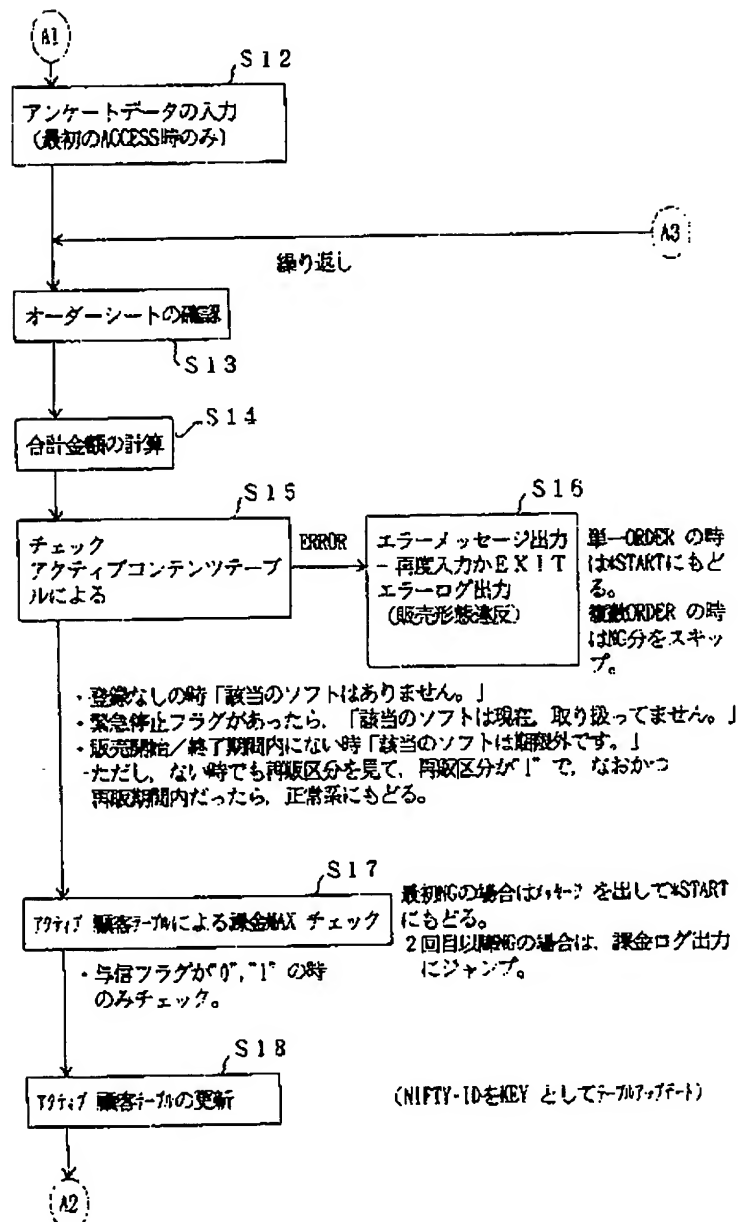 A1
S12
アンケートデータの入力
(最初のACCESS時のみ)
A3
繰り返し
オーダーシートの確認
S13
S14
合計金額の計算
S15
チェック
アクティブコンテンツテーブ
ルによる
ERROR
S16
エラーメッセージ出力
-再度入力かEXIT
エラーログ出力
(販売形態違反)
単一ORDER の時
は*STARTにもど
る。
複数ORDER の時
はNG分をスキッ
プ。
・登録なしの時「該当のソフトはありません。」
・緊急停止フラグがあったら,「該当のソフトは現在, 取り扱ってません。」
・販売開始/終了期間内にない時「該当のソフトは期限外です。」
-ただし, ない時でも再販区分を見て, 再販区分が"1" で, なおかつ
再販期間内だったら, 正常系にもどる。
S17
アクティブ 顧客テーブルによる課金MAX チェック
最初NGの場合はメッセージ を出して*START
にもどる。
2回目以降NGの場合は、課金ログ出力
にジャンプ。
・与信フラグが"0", "1" の時
のみチェック。
S18
アクティブ 顧客テーブルの更新
(NIFTY-IDをKEY としてテーブルアップデート)
A2